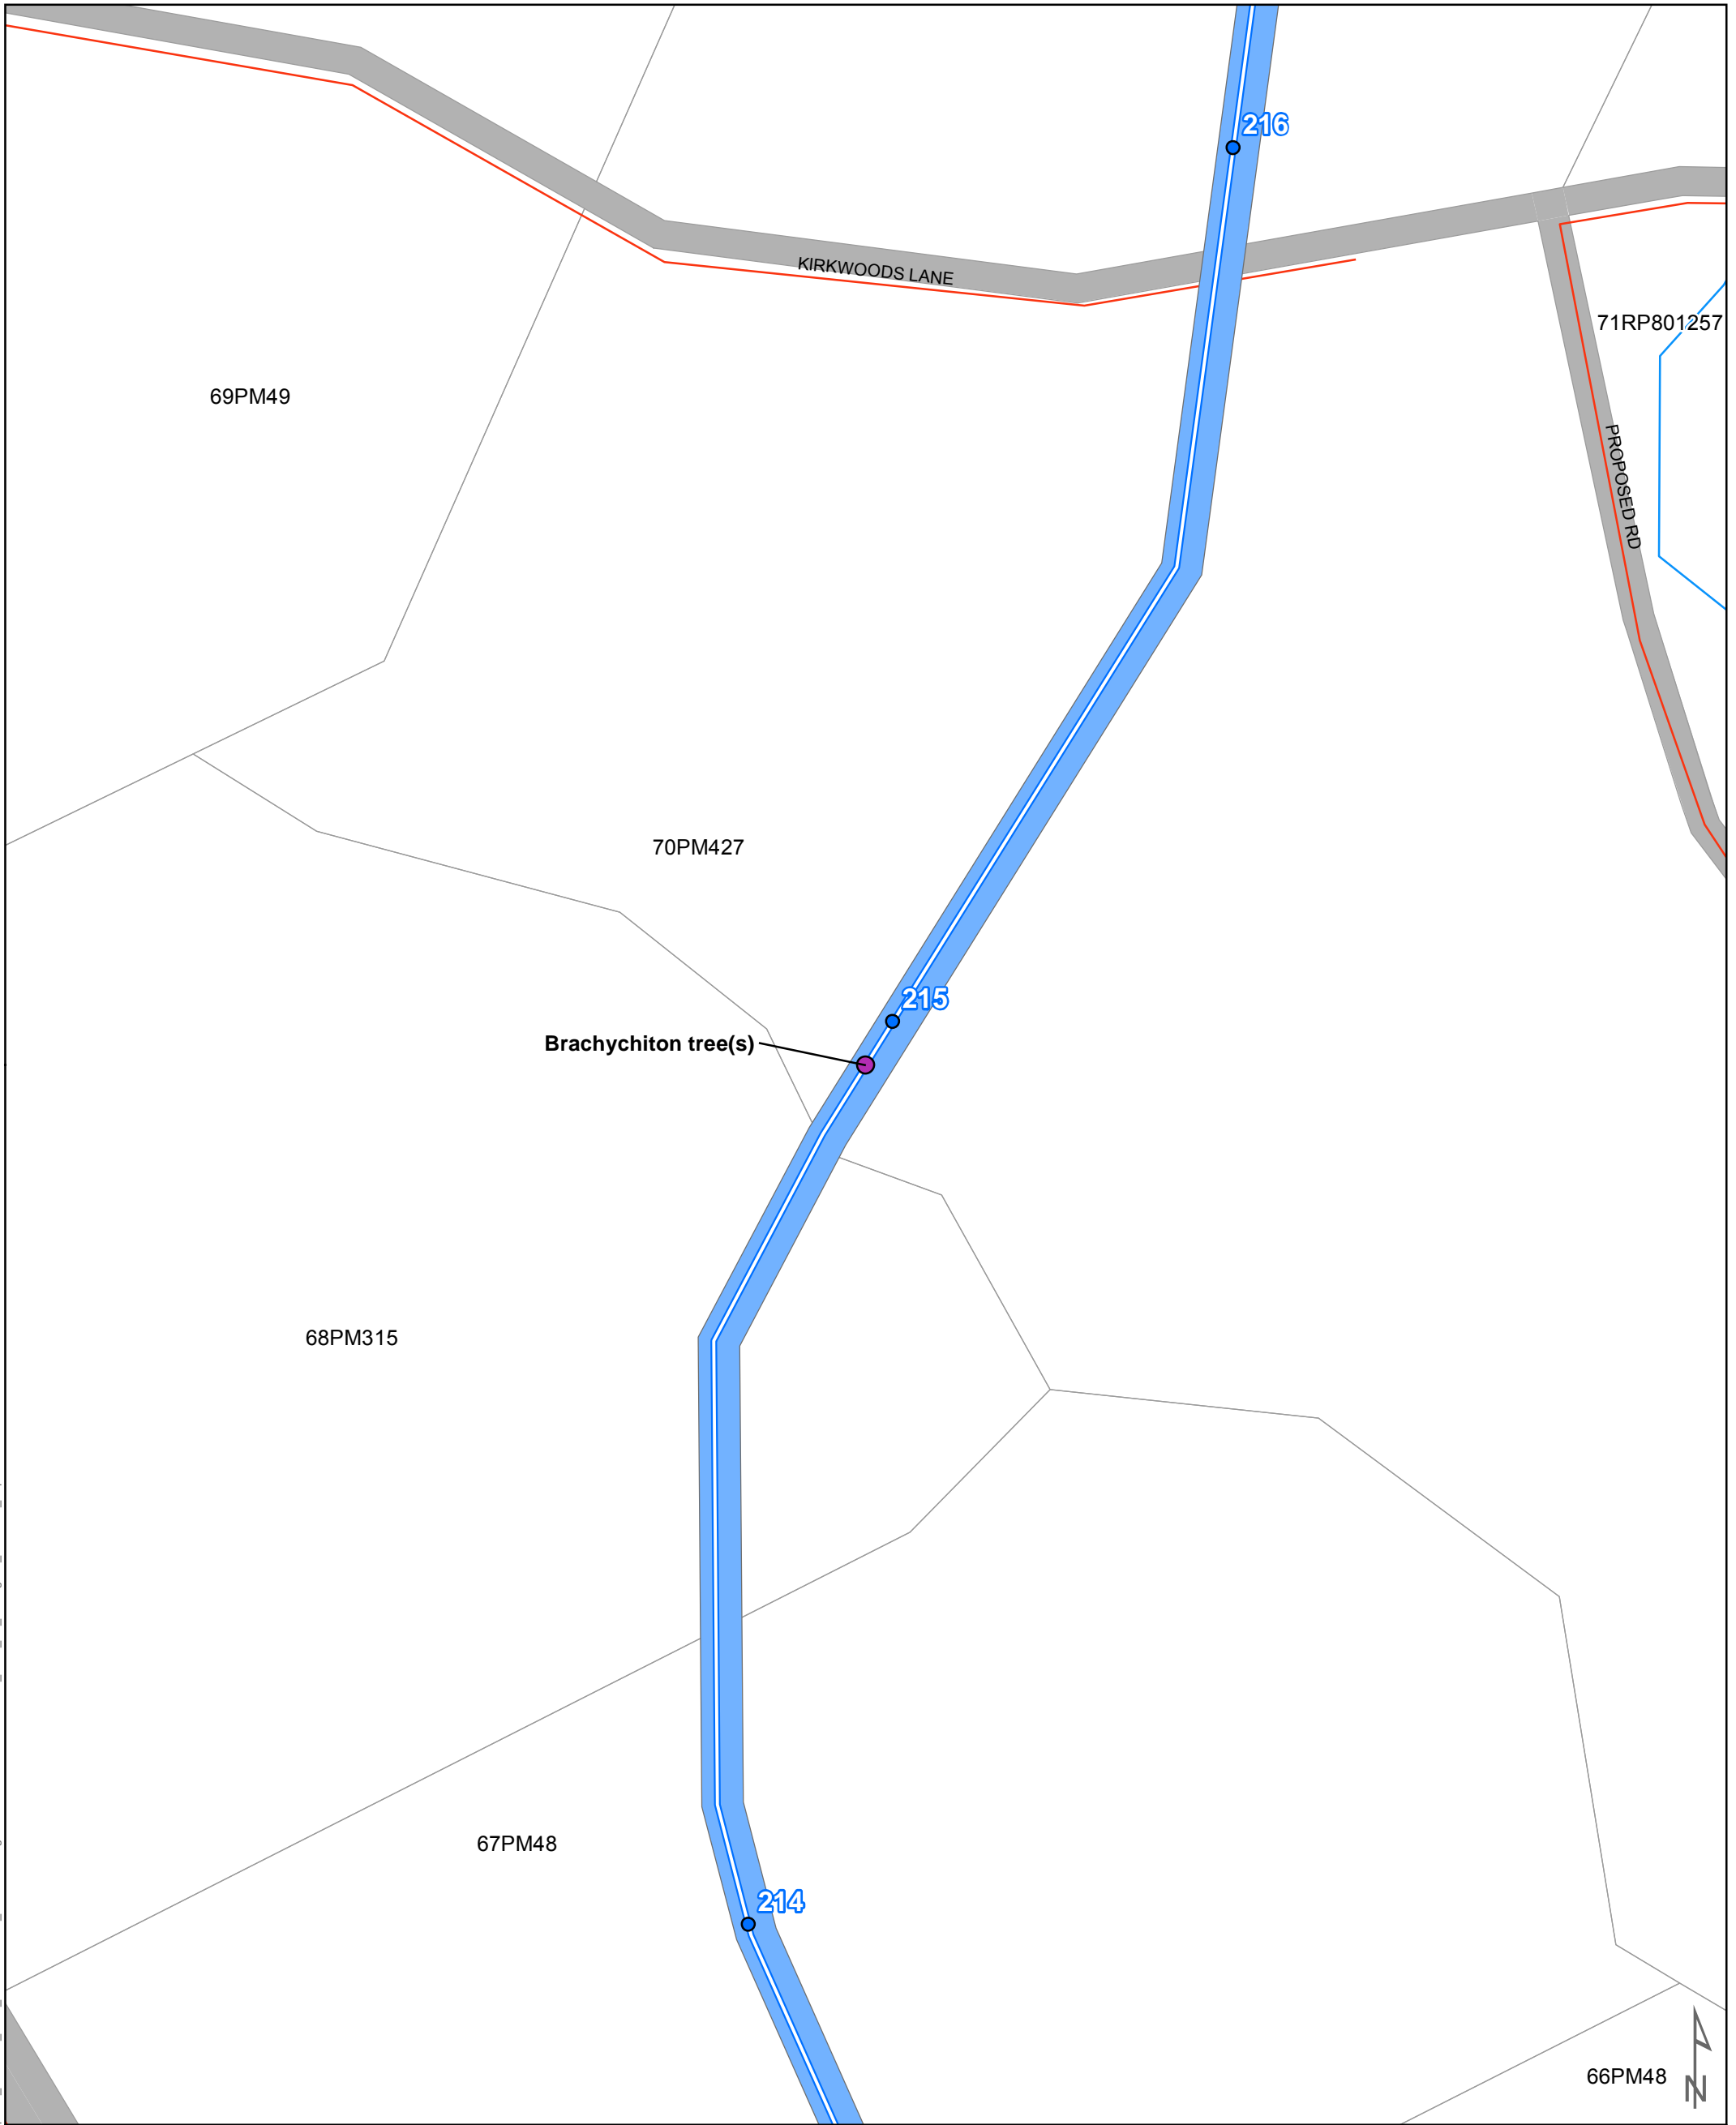 216
KIRKWOODS LANE
71RP801257
69PM49
PROPOSED RD
70PM427
215
Brachychiton tree(s)
68PM315
67PM48
214
66PM48
N